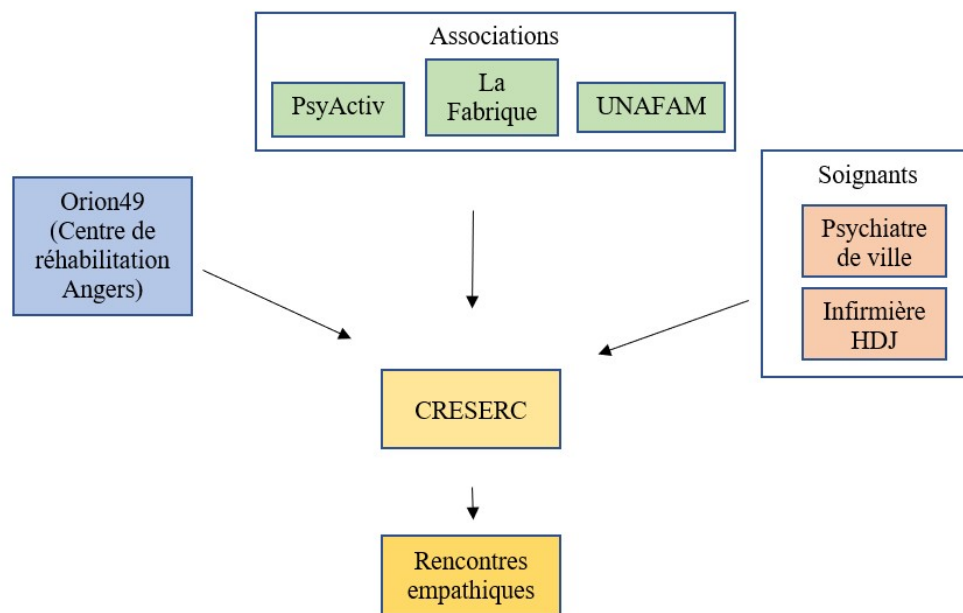 Associations
PsyActiv
La
Fabrique
UNAFAM
Orion49
(Centre de
réhabilitation
Angers)
Soignants
Psychiatre
de ville
Infirmière
HDJ
CRESERC
Rencontres
empathiques